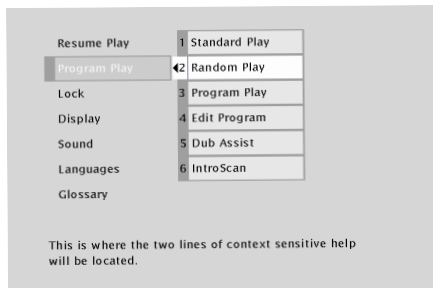 Resume Play
Program Play
Lock
Display
Sound
Languages
Glossary
1 Standard Play
2 Random Play
3 Program Play
4 Edit Program
5 Dub Assist
6 IntroScan
This is where the two lines of context sensitive help
will be located.